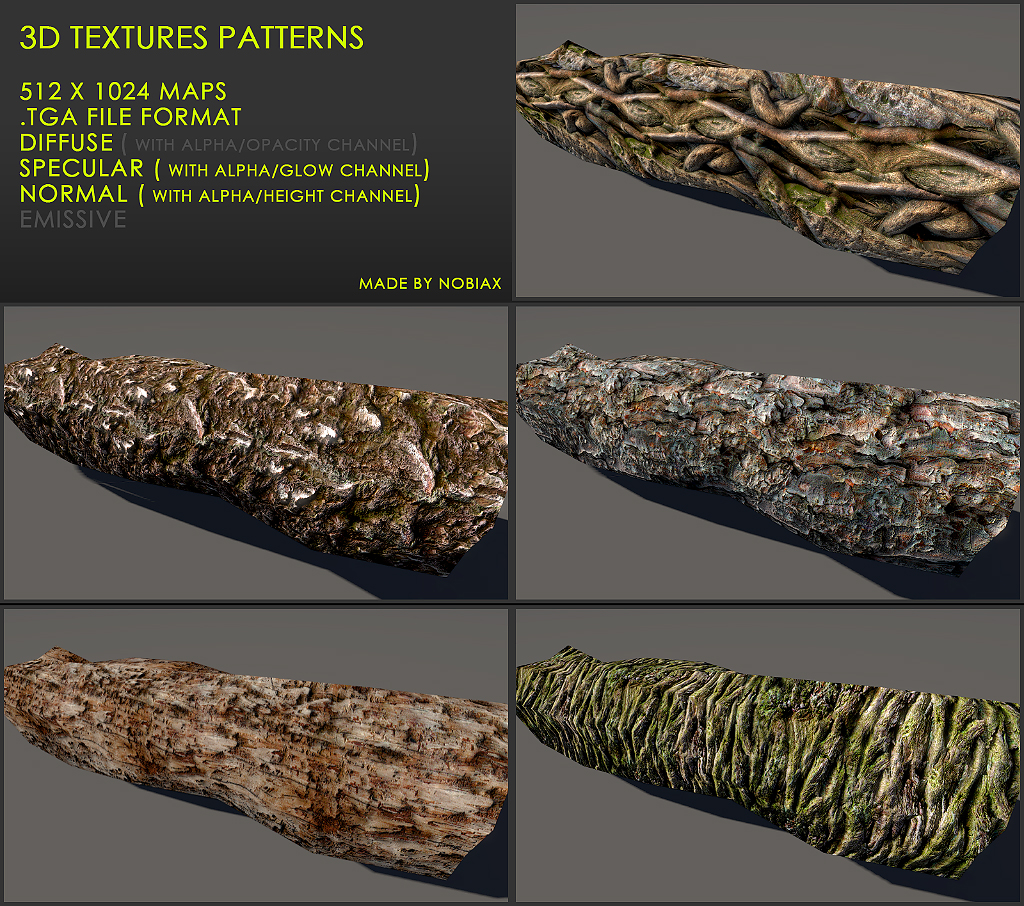 3D TEXTURES PATTERNS
512 X 1024 MAPS
.TGA FILE FORMAT
DIFFUSE ( WITH ALPHA/OPACITY CHANNEL)
SPECULAR ( WITH ALPHA/GLOW CHANNEL)
NORMAL ( WITH ALPHA/HEIGHT CHANNEL)
EMISSIVE
MADE BY NOBIAX